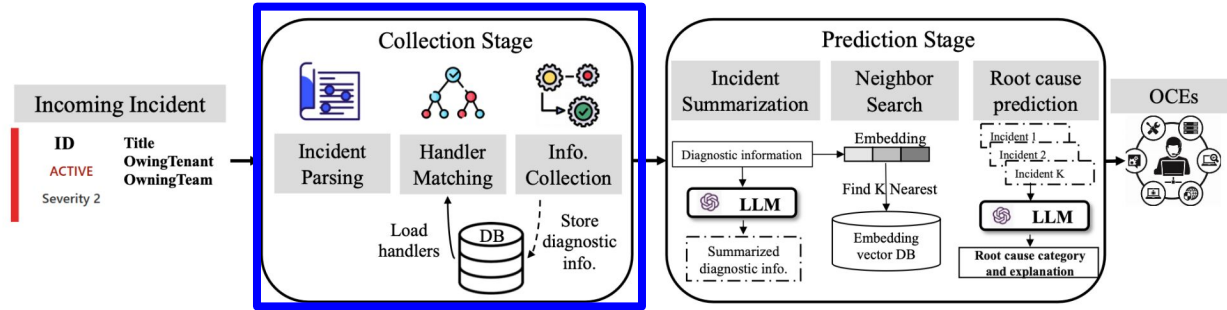 Incoming Incident
ID
ACTIVE
Severity 2
Title
OwingTenant
OwningTeam
Collection Stage
Incident
Parsing
Handler
Matching
Info.
Collection
Load
handlers
DB
Store
diagnostic
info.
Prediction Stage
Incident
Summarization
Neighbor
Search
Root cause
prediction
Diagnostic information
LLM
Summarized
diagnostic info.
Embedding
Find K Nearest
Embedding
vector DB
Incident 1
Incident 2
Incident K
LLM
Root cause category
and explanation
OCEs